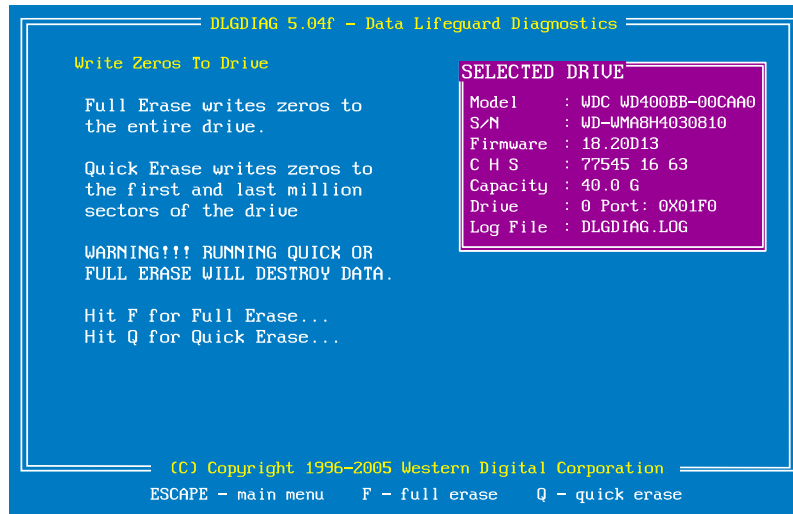 DLGDIAG 5.04f - Data Lifeguard Diagnostics
Write Zeros To Drive
Full Erase writes zeros to
the entire drive.
Quick Erase writes zeros to
the first and last million
sectors of the drive
WARNING!!! RUNNING QUICK OR
FULL ERASE WILL DESTROY DATA.
Hit F for Full Erase...
Hit Q for Quick Erase...
SELECTED DRIVE
Model : WDC WD400BB-00CAA0
S/N : WD-WMA8H4030810
Firmware : 18.20D13
C H S : 77545 16 63
Capacity : 40.0 G
Drive : 0 Port: 0X01F0
Log File : DLGDIAG.LOG
(C) Copyright 1996-2005 Western Digital Corporation
ESCAPE - main menu F - full erase Q - quick erase